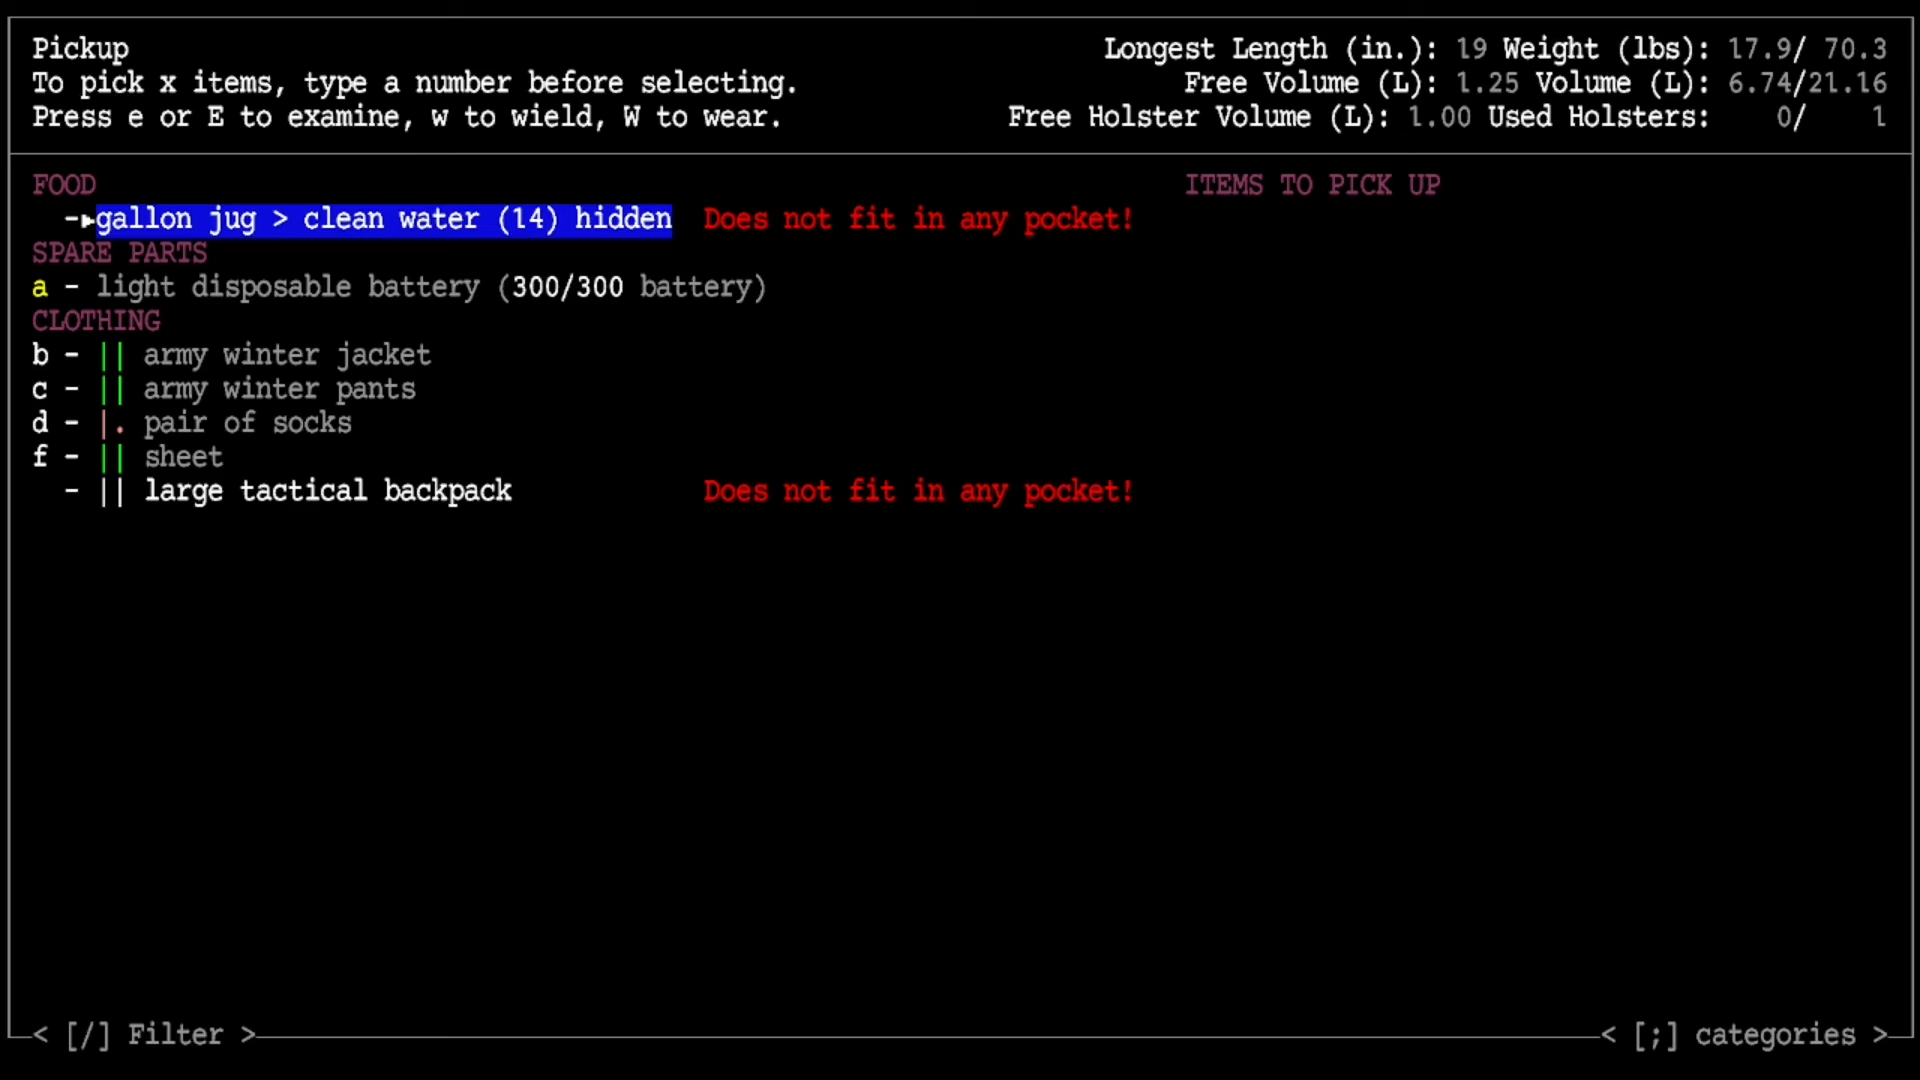 Pickup
Longest Length (in.): 19 Weight (lbs): 17.9/ 70.3
To pick x items, type a number before selecting.
Free Volume (L): 1.25 Volume (L): 6.74/21.16
Press e or E to examine, w to wield, W to wear.
Free Holster Volume (L): 1.00 Used Holsters: 0/ 1
FOOD
ITEMS TO PICK UP
-▸gallon jug > clean water (14) hidden Does not fit in any pocket!
SPARE PARTS
a - light disposable battery (300/300 battery)
CLOTHING
b - || army winter jacket
c - || army winter pants
d - |. pair of socks
f - || sheet
- || large tactical backpack Does not fit in any pocket!
< [/] Filter >
< [;] categories >